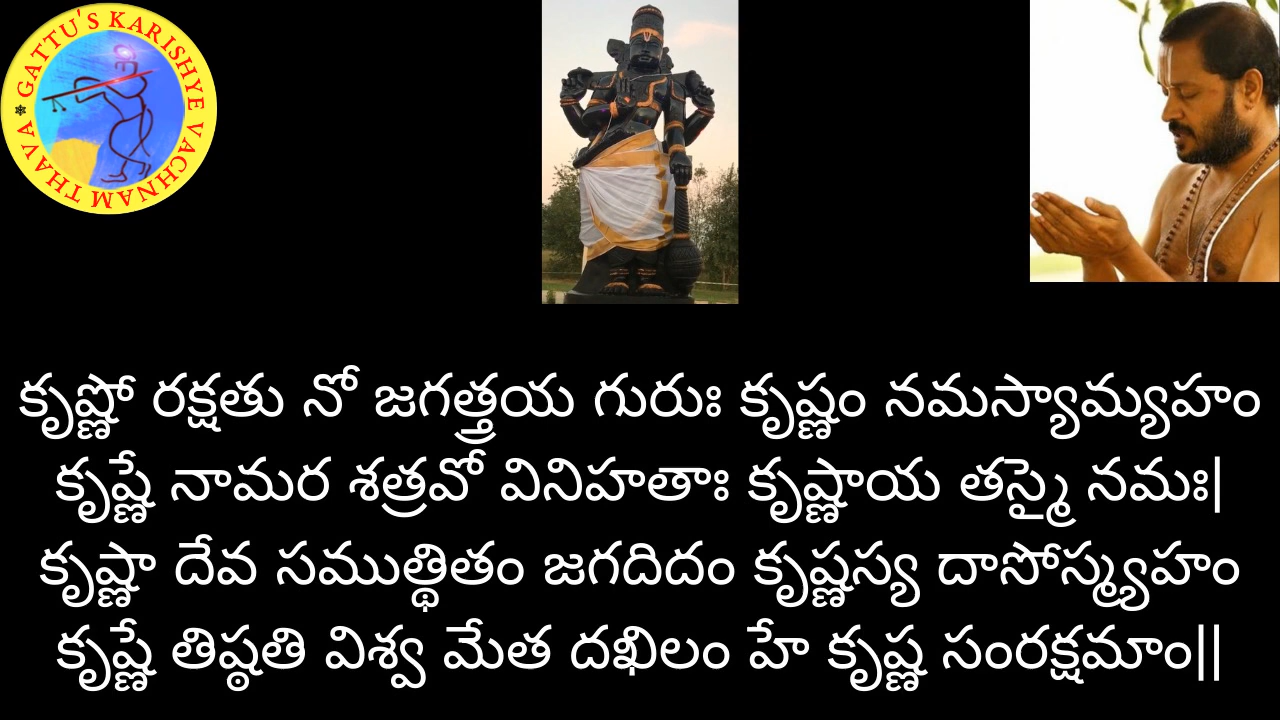 GATTU'S KARISHYE VACHNAM THAVA
కృష్ణో రక్షతు నో జగత్త్రయ గురుః కృష్ణం నమస్యామ్యహం
కృష్ణే నామర శత్రవో వినిహతాః కృష్ణాయ తస్మై నమః|
కృష్ణా దేవ సముత్థితం జగదిదం కృష్ణస్య దాసోస్మ్యహం
కృష్ణే తిష్ఠతి విశ్వ మేత దఖిలం హే కృష్ణ సంరక్షమాం||